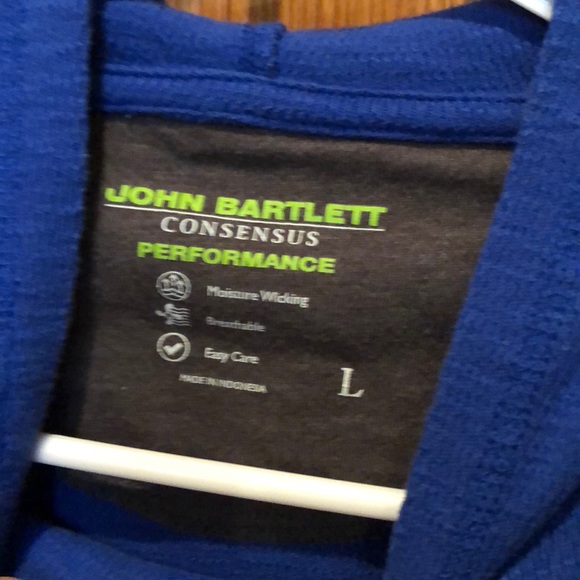 JOHN BARTLETT
CONSENSUS
PERFORMANCE
Moisture Wicking
Breathable
Easy Care
MADE IN INDONESIA
L